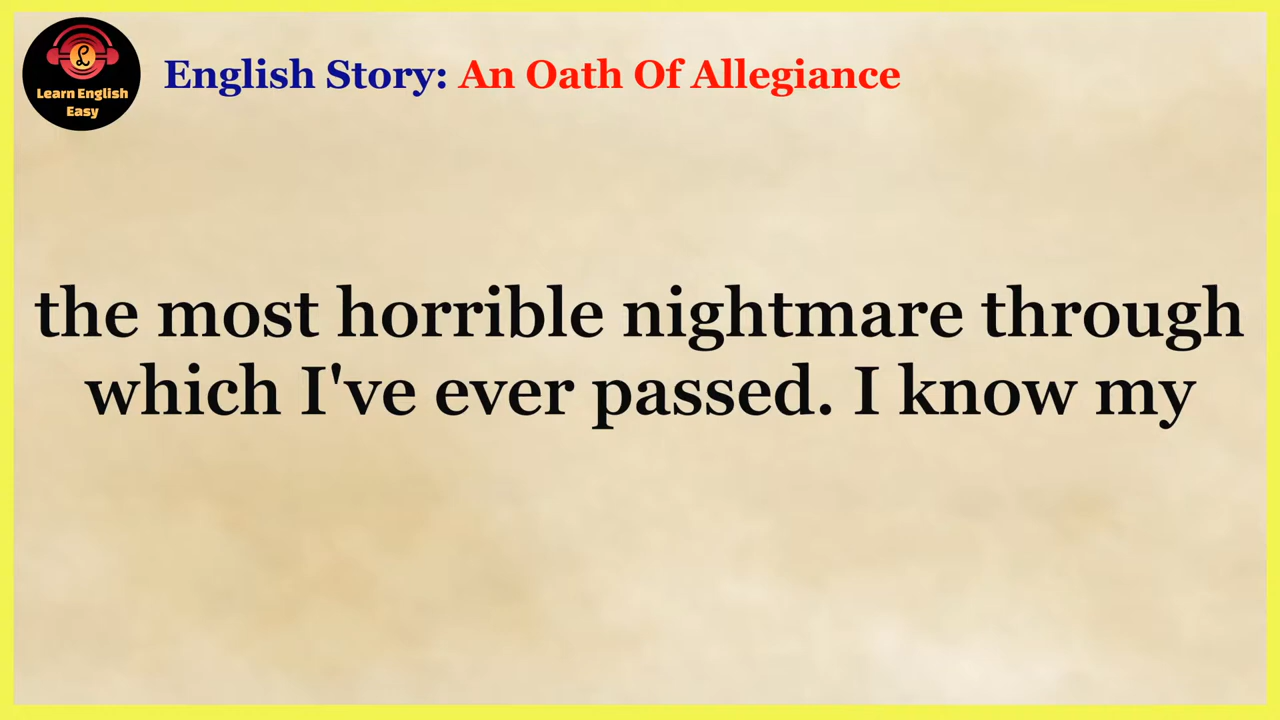 Learn English
Easy
English Story: An Oath Of Allegiance
the most horrible nightmare through
which I've ever passed. I know my